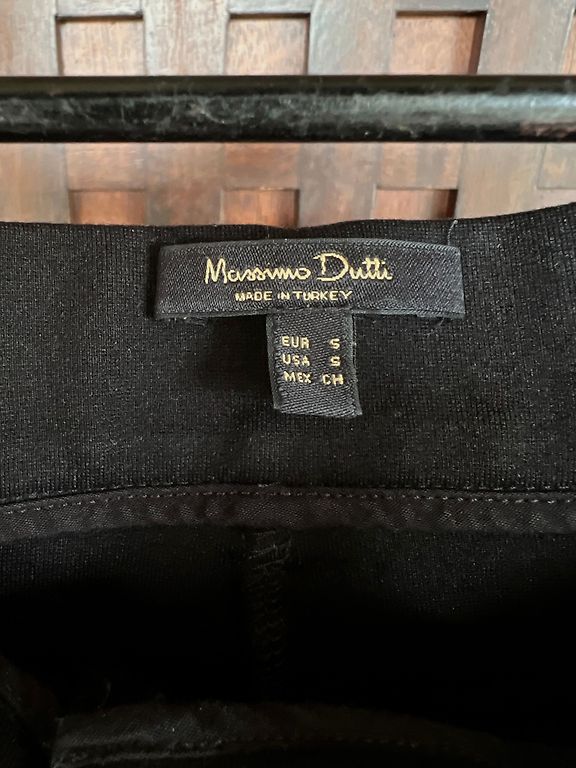 Massimo Dutti
MADE IN TURKEY
EUR S
USA S
MEX CH